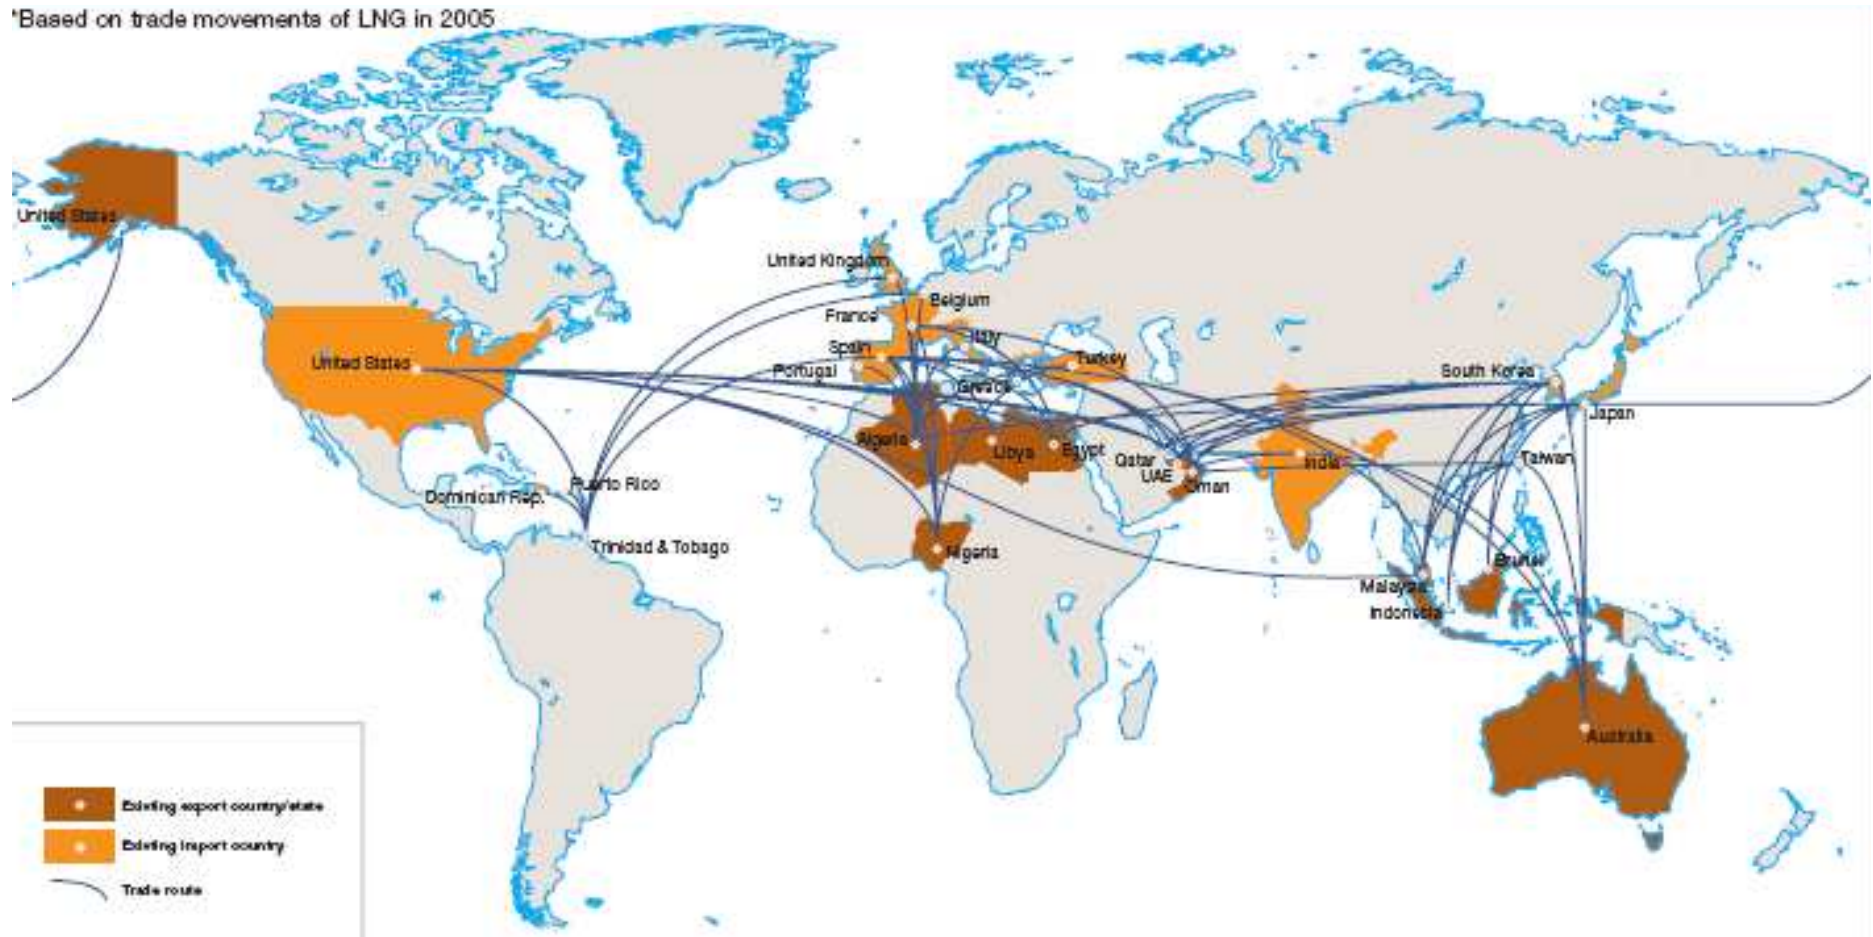 *Based on trade movements of LNG in 2005
United States
United Kingdom
Belgium
France
Italy
Spain
Turkey
United States
Portugal
South Korea
Greece
Japan
Algeria
Libya
Egypt
Qatar
India
Taiwan
UAE
Oman
Puerto Rico
Dominican Rep.
Trinidad & Tobago
Nigeria
Brunei
Malaysia
Indonesia
Australia
Existing export country/state
Existing import country
Trade route